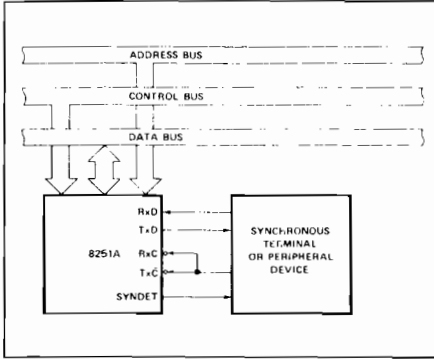 ADDRESS BUS
CONTROL BUS
DATA BUS
8251A
RxD
TxD
RxC
TxC
SYNDET
SYNCHRONOUS
TERMINAL
OR PERIPHERAL
DEVICE